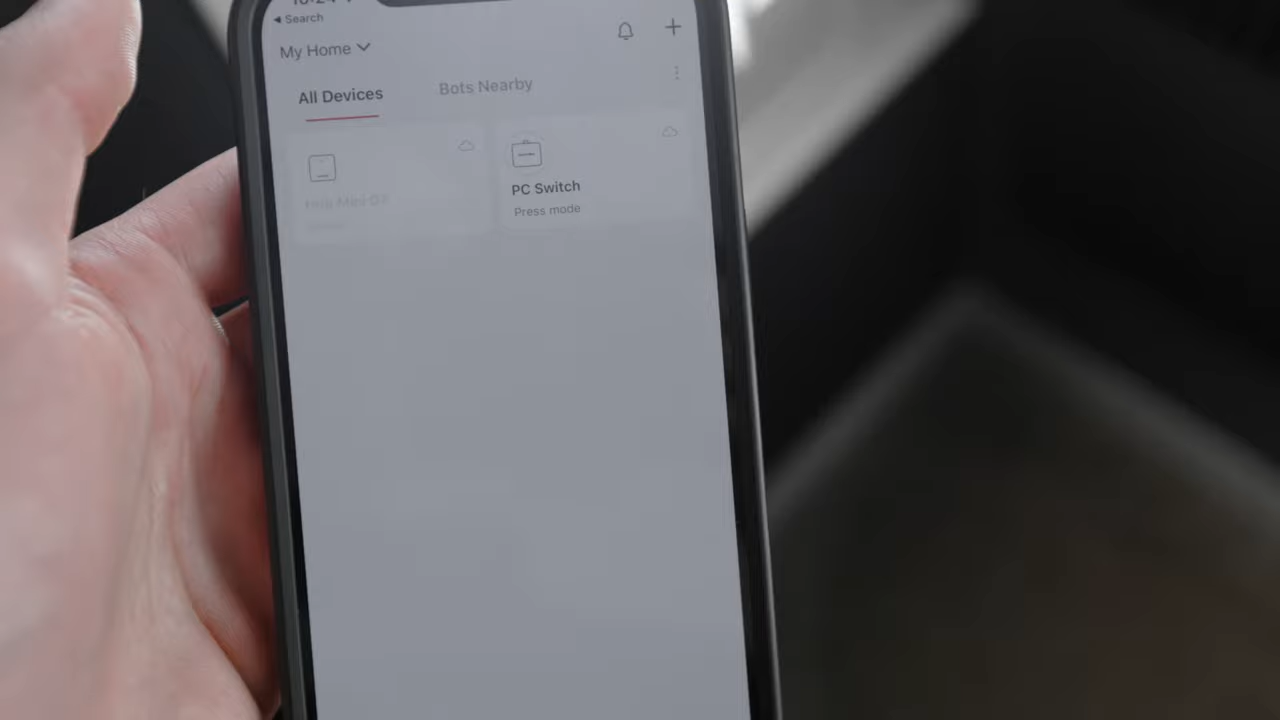 Search
My Home
All Devices
Bots Nearby
PC Switch
Press mode